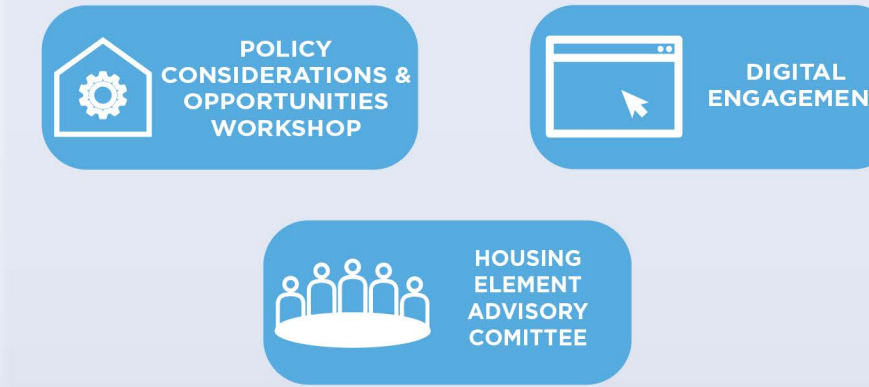 POLICY
CONSIDERATIONS &
OPPORTUNITIES
WORKSHOP
DIGITAL
ENGAGEMEN
HOUSING
ELEMENT
ADVISORY
COMITTEE